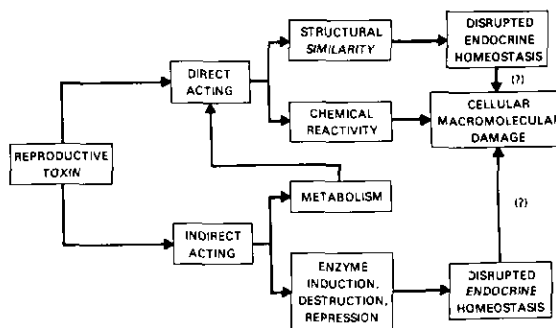 STRUCTURAL
SIMILARITY
DISRUPTED
ENDOCRINE
HOMEOSTASIS
(?)
DIRECT
ACTING
CHEMICAL
REACTIVITY
CELLULAR
MACROMOLECULAR
DAMAGE
REPRODUCTIVE
TOXIN
METABOLISM
(?)
INDIRECT
ACTING
ENZYME
INDUCTION,
DESTRUCTION,
REPRESSION
DISRUPTED
ENDOCRINE
HOMEOSTASIS